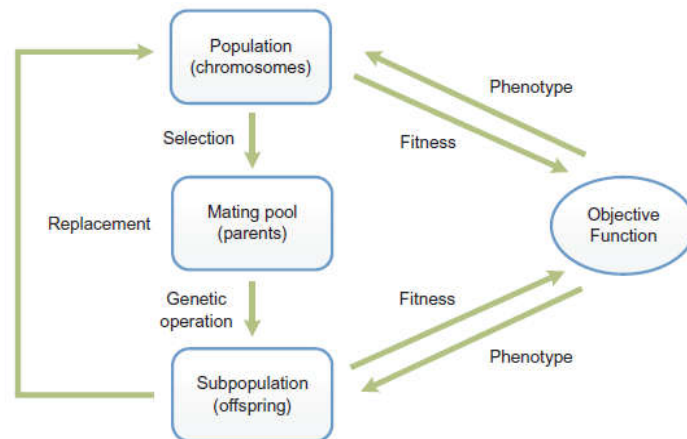 Population
(chromosomes)
Phenotype
Selection
Fitness
Mating pool
(parents)
Replacement
Objective
Function
Genetic
operation
Fitness
Phenotype
Subpopulation
(offspring)